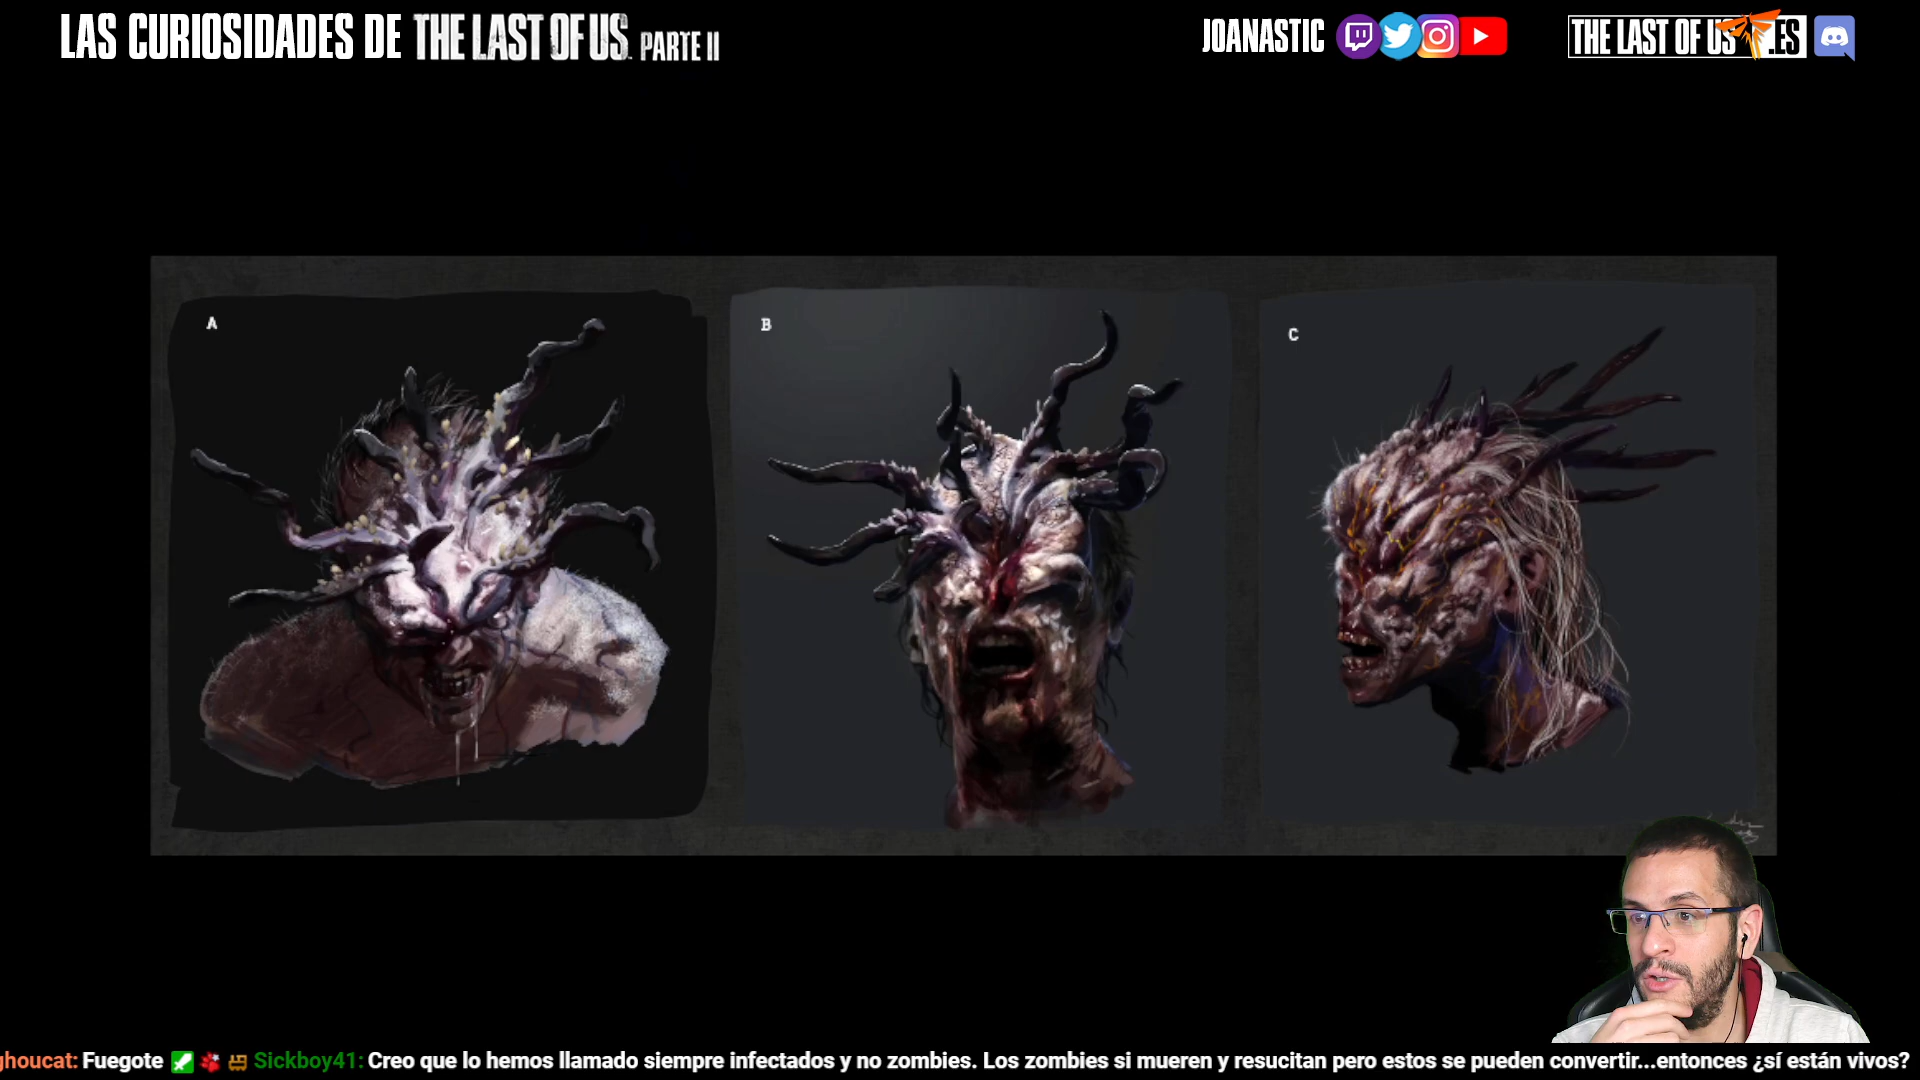 LAS CURIOSIDADES DE THE LAST OF US PARTE II
JOANASTIC
THE LAST OF US .ES
A
B
C
ghoucat: Fuegote Sickboy41: Creo que lo hemos llamado siempre infectados y no zombies. Los zombies si mueren y resucitan pero estos se pueden convertir...entonces ¿sí están vivos?